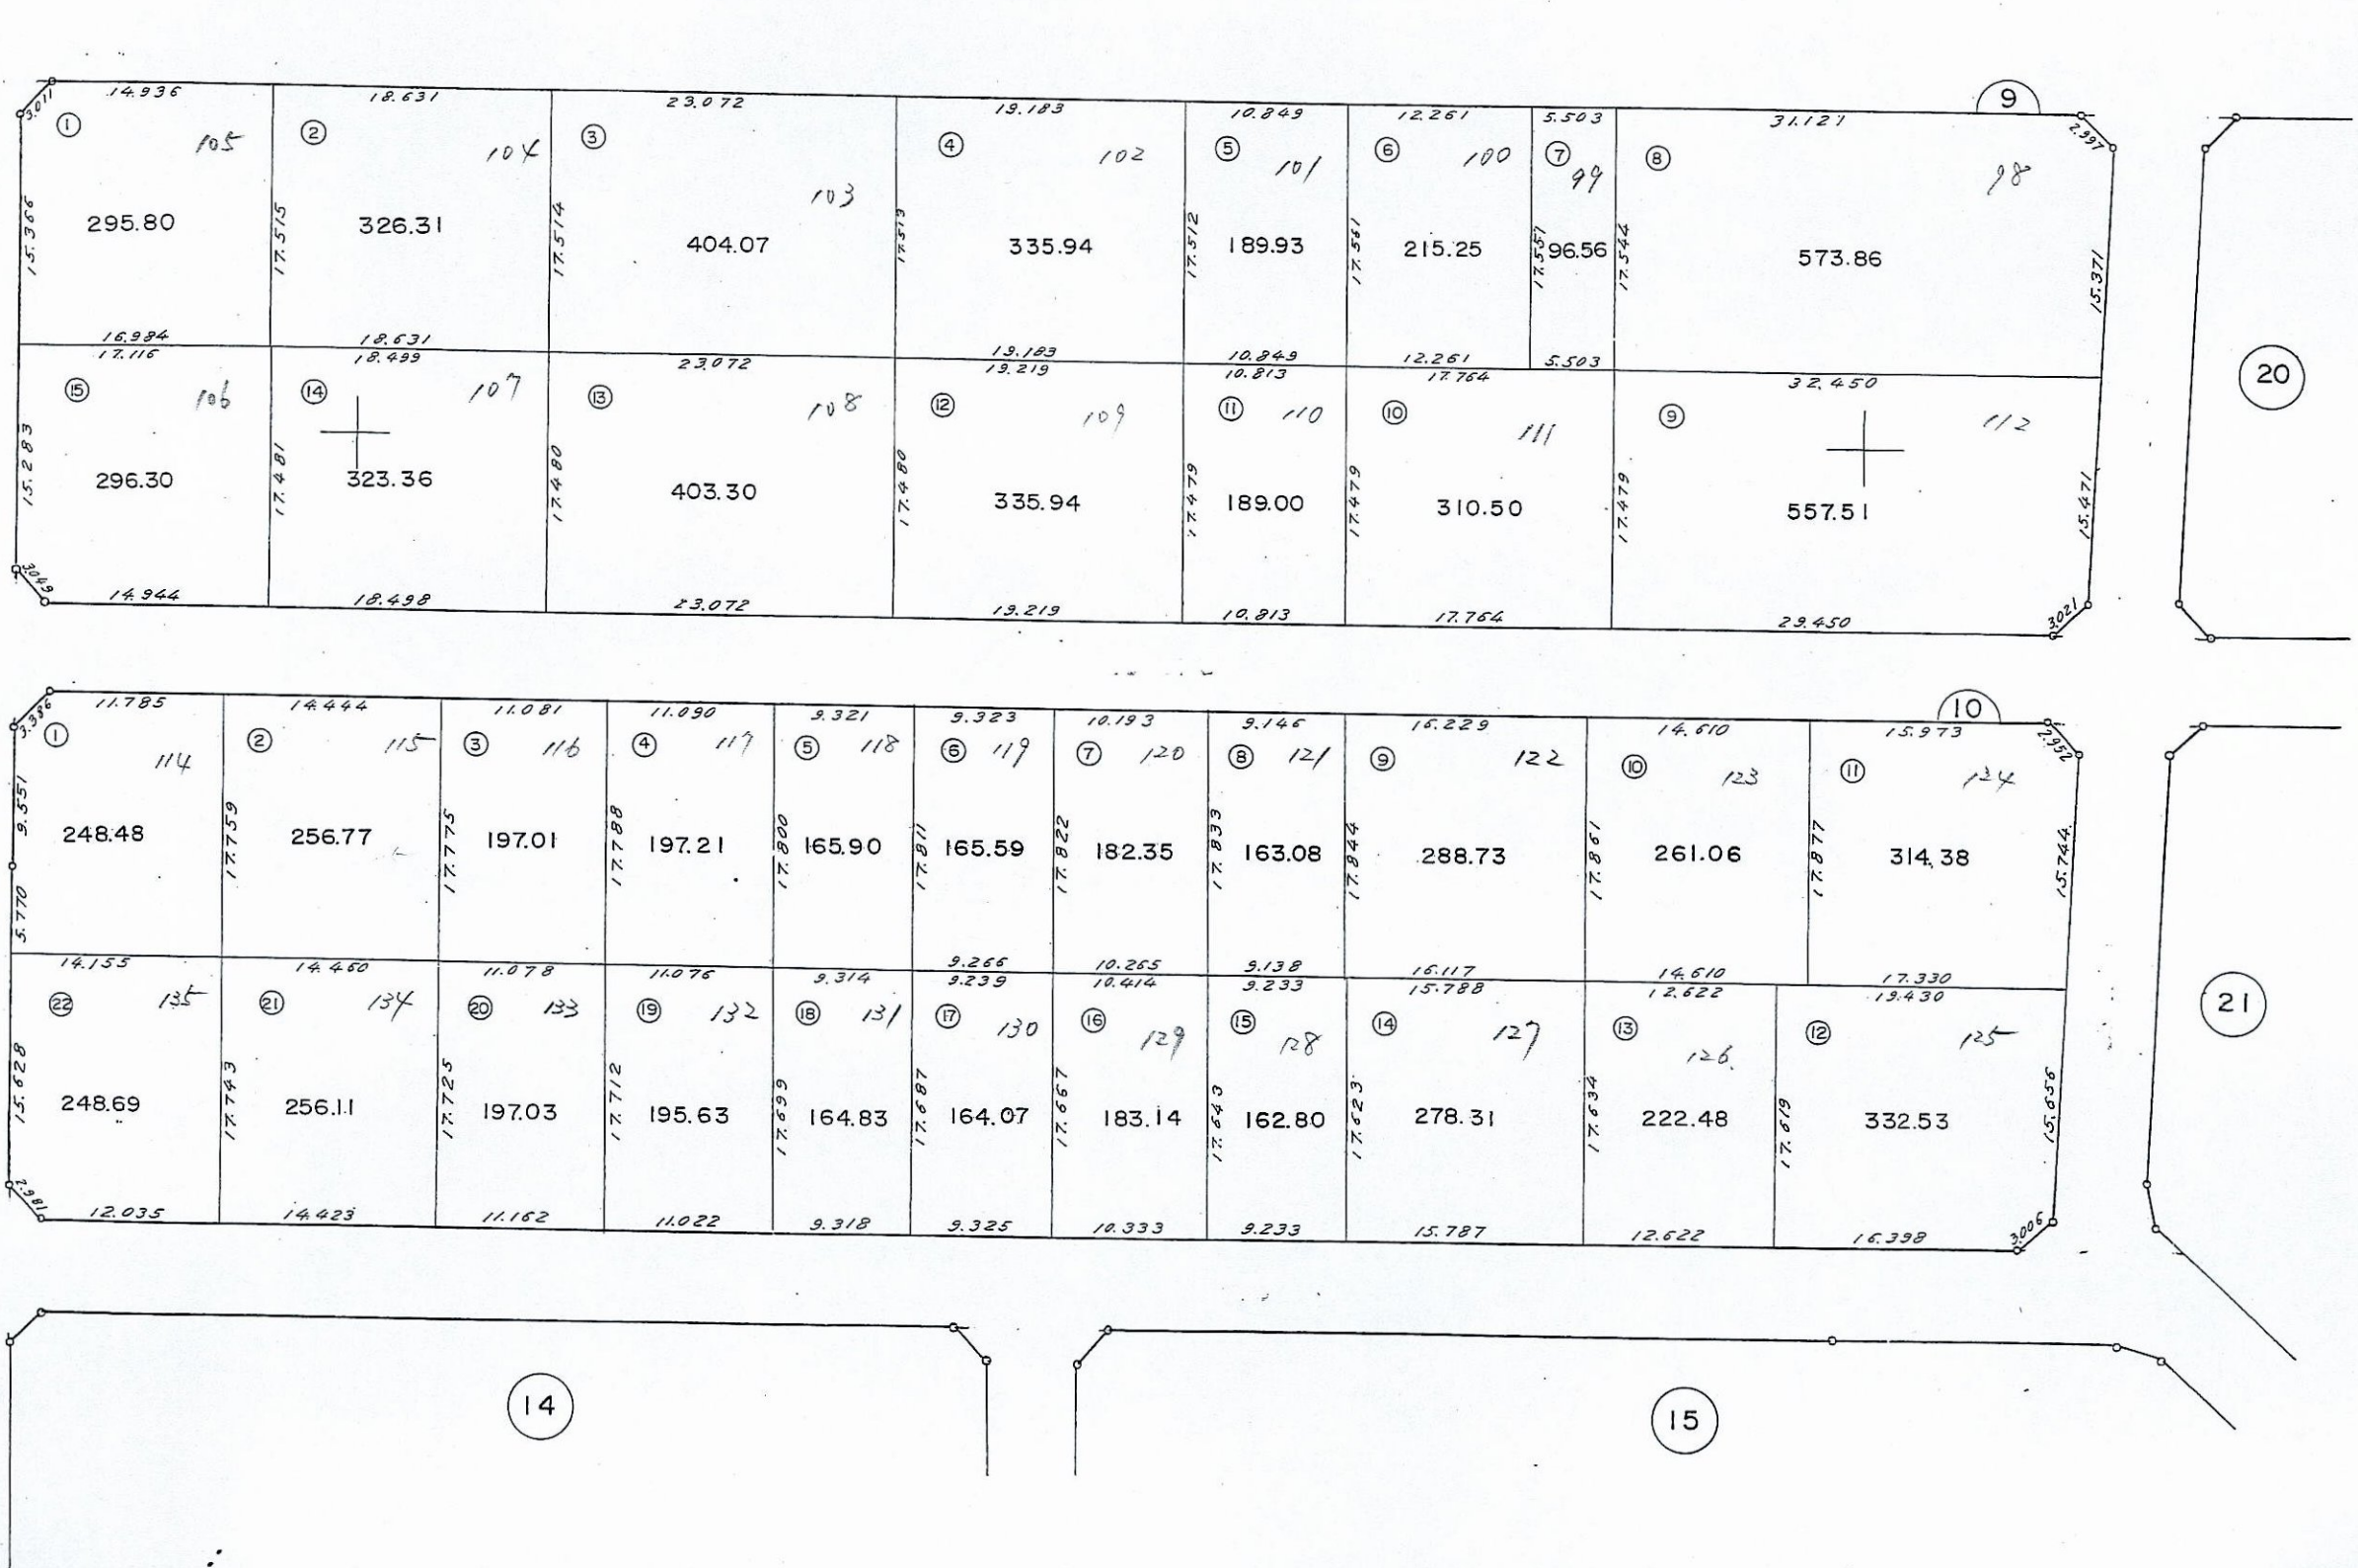 14.936 18.631 23.072 19.183 10.849 12.261 5.503 31.121 9
3.011 ① 105 ② 104 ③ 103 ④ 102 ⑤ 101 ⑥ 100 ⑦ 99 ⑧ 98 2.997
15.366 295.80 17.515 326.31 17.514 404.07 17.513 335.94 17.512 189.93 17.561 215.25 17.557 96.56 17.544 573.86 15.371
16.984 18.631 23.072 19.183 10.849 12.261 5.503
17.116 18.499 23.072 19.219 10.813 17.764 32.450
⑮ 106 ⑭ 107 ⑬ 108 ⑫ 109 ⑪ 110 ⑩ 111 ⑨ 112
15.283 296.30 17.481 323.36 17.480 403.30 17.480 335.94 17.479 189.00 17.479 310.50 17.479 557.51 15.471
3.049 14.944 18.498 23.072 19.219 10.813 17.764 29.450 3.021
20
11.785 14.444 11.081 11.090 9.321 9.323 10.193 9.146 16.229 14.610 15.973 10
3.386 ① 114 ② 115 ③ 116 ④ 117 ⑤ 118 ⑥ 119 ⑦ 120 ⑧ 121 ⑨ 122 ⑩ 123 ⑪ 124 2.952
9.551 248.48 17.759 256.77 17.775 197.01 17.788 197.21 17.800 165.90 17.811 165.59 17.822 182.35 17.833 163.08 17.844 288.73 17.861 261.06 17.877 314.38 15.744
5.770
9.266 10.265 9.138 16.117 14.610 17.330
14.155 14.460 11.078 11.076 9.314 9.239 10.414 9.233 15.788 12.622 19.430
㉒ 135 ㉑ 134 ⑳ 133 ⑲ 132 ⑱ 131 ⑰ 130 ⑯ 129 ⑮ 128 ⑭ 127 ⑬ 126 ⑫ 125
15.628 248.69 17.743 256.11 17.725 197.03 17.712 195.63 17.699 164.83 17.687 164.07 17.667 183.14 17.643 162.80 17.623 278.31 17.634 222.48 17.619 332.53 15.656
2.981 12.035 14.423 11.162 11.022 9.318 9.325 10.333 9.233 15.787 12.622 16.398 3.006
21
14
15